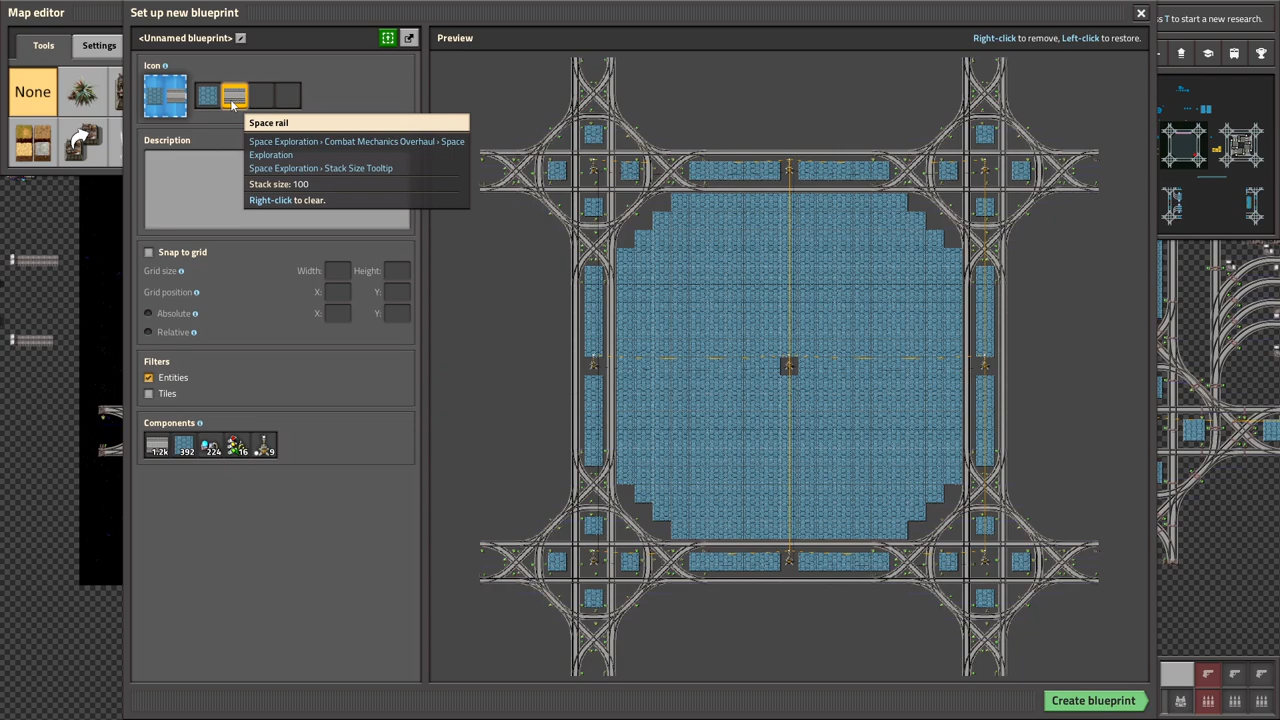 Map editor
Tools
Settings
None
Set up new blueprint
<Unnamed blueprint>
Icon
Space rail
Space Exploration › Combat Mechanics Overhaul › Space
Exploration
Space Exploration › Stack Size Tooltip
Stack size: 100
Right-click to clear.
Description
Snap to grid
Grid size
Width:
Height:
Grid position
X:
Y:
Absolute
X:
Y:
Relative
Filters
Entities
Tiles
Components
1.2k
392
224
16
9
Preview
Right-click to remove, Left-click to restore.
Create blueprint
ss T to start a new research.